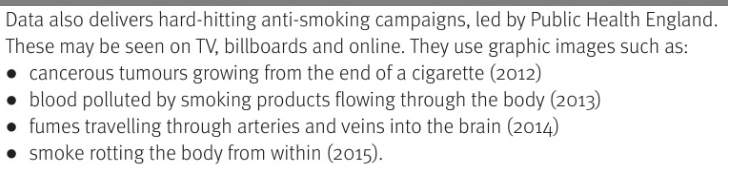 Data also delivers hard-hitting anti-smoking campaigns, led by Public Health England.
These may be seen on TV, billboards and online. They use graphic images such as:
● cancerous tumours growing from the end of a cigarette (2012)
● blood polluted by smoking products flowing through the body (2013)
● fumes travelling through arteries and veins into the brain (2014)
● smoke rotting the body from within (2015).